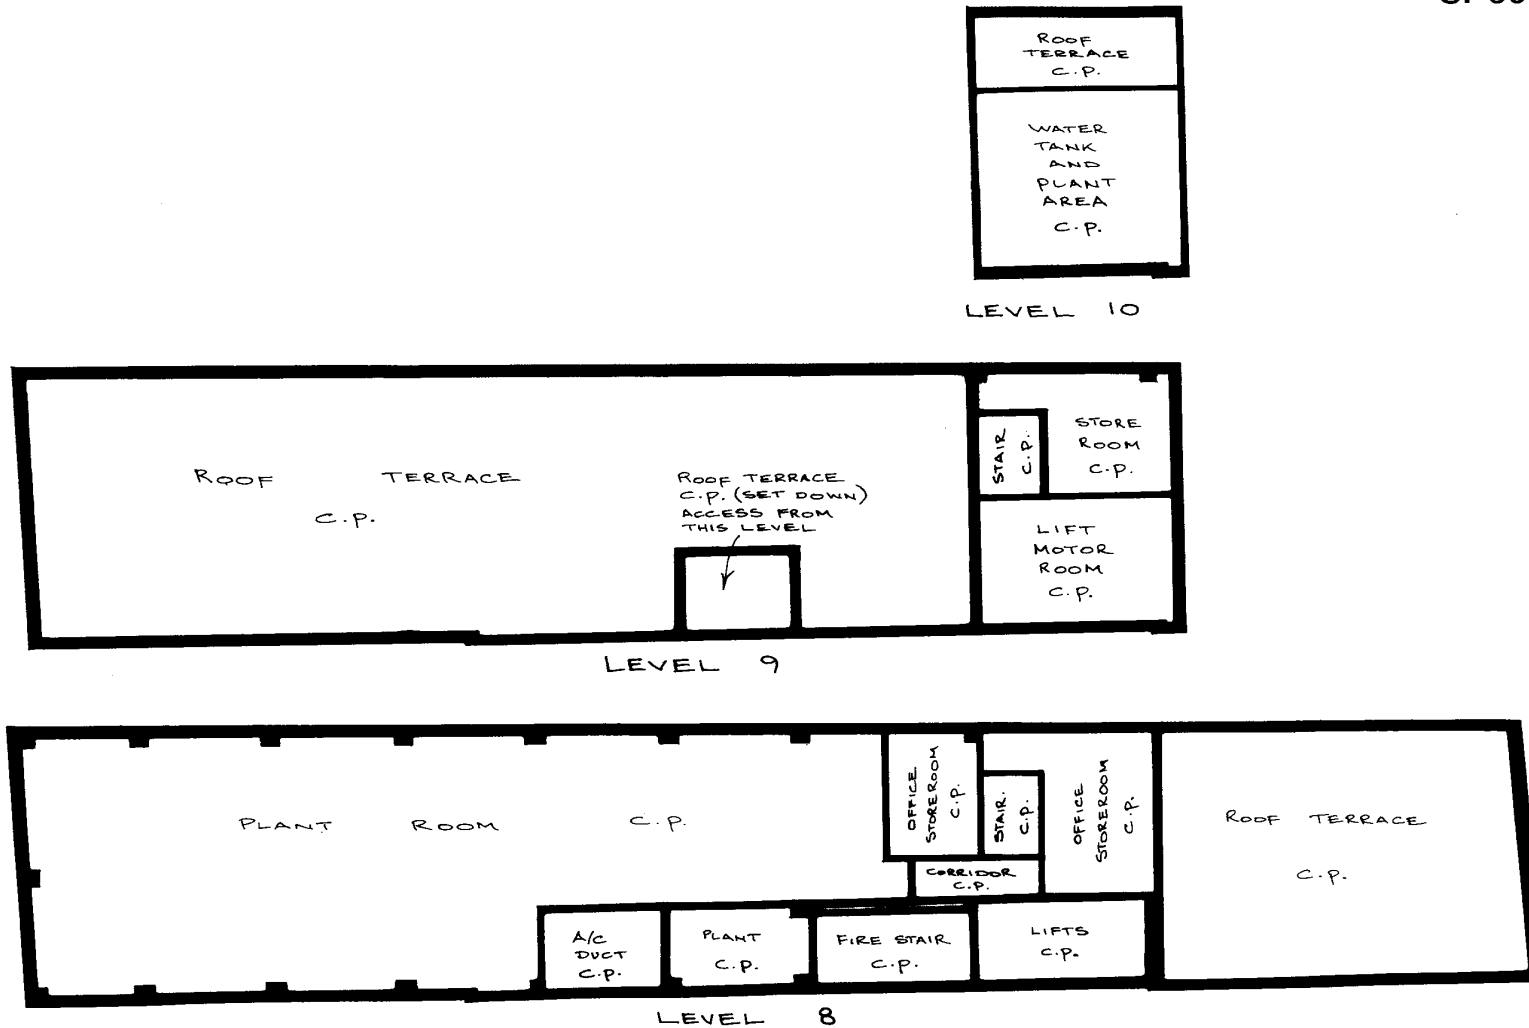 ROOF
TERRACE
C.P.
WATER
TANK
AND
PLANT
AREA
C.P.
LEVEL 10
ROOF TERRACE
C.P.
ROOF TERRACE
C.P. (SET DOWN)
ACCESS FROM
THIS LEVEL
STAIR
C.P.
STORE
ROOM
C.P.
LIFT
MOTOR
ROOM
C.P.
LEVEL 9
PLANT ROOM C.P.
OFFICE
STOREROOM
C.P.
STAIR.
C.P.
OFFICE
STOREROOM
C.P.
CORRIDOR
C.P.
ROOF TERRACE
C.P.
A/C
DUCT
C.P.
PLANT
C.P.
FIRE STAIR
C.P.
LIFTS
C.P.
LEVEL 8